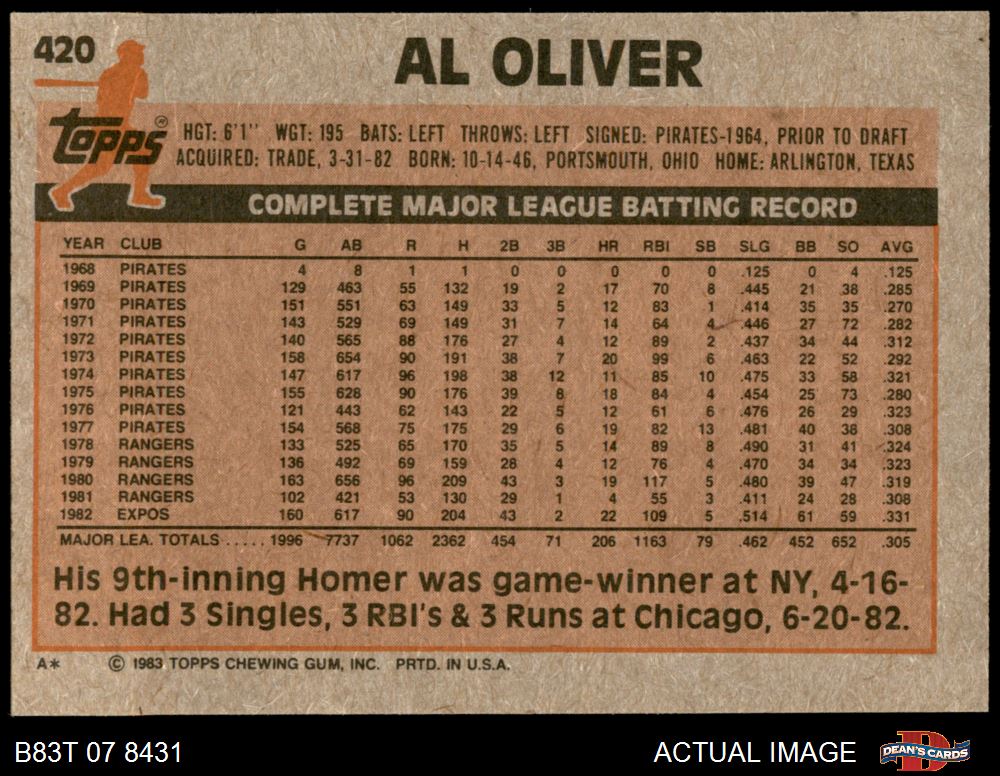 420
AL OLIVER
Topps®
HGT: 6'1" WGT: 195 BATS: LEFT THROWS: LEFT SIGNED: PIRATES-1964, PRIOR TO DRAFT
ACQUIRED: TRADE, 3-31-82 BORN: 10-14-46, PORTSMOUTH, OHIO HOME: ARLINGTON, TEXAS
COMPLETE MAJOR LEAGUE BATTING RECORD
YEAR CLUB G AB R H 2B 3B HR RBI SB SLG BB SO AVG
1968 PIRATES 4 8 1 1 0 0 0 0 0 .125 0 4 .125
1969 PIRATES 129 463 55 132 19 2 17 70 8 .445 21 38 .285
1970 PIRATES 151 551 63 149 33 5 12 83 1 .414 35 35 .270
1971 PIRATES 143 529 69 149 31 7 14 64 4 .446 27 72 .282
1972 PIRATES 140 565 88 176 27 4 12 89 2 .437 34 44 .312
1973 PIRATES 158 654 90 191 38 7 20 99 6 .463 22 52 .292
1974 PIRATES 147 617 96 198 38 12 11 85 10 .475 33 58 .321
1975 PIRATES 155 628 90 176 39 8 18 84 4 .454 25 73 .280
1976 PIRATES 121 443 62 143 22 5 12 61 6 .476 26 29 .323
1977 PIRATES 154 568 75 175 29 6 19 82 13 .481 40 38 .308
1978 RANGERS 133 525 65 170 35 5 14 89 8 .490 31 41 .324
1979 RANGERS 136 492 69 159 28 4 12 76 4 .470 34 34 .323
1980 RANGERS 163 656 96 209 43 3 19 117 5 .480 39 47 .319
1981 RANGERS 102 421 53 130 29 1 4 55 3 .411 24 28 .308
1982 EXPOS 160 617 90 204 43 2 22 109 5 .514 61 59 .331
MAJOR LEA. TOTALS ..... 1996 7737 1062 2362 454 71 206 1163 79 .462 452 652 .305
His 9th-inning Homer was game-winner at NY, 4-16-
82. Had 3 Singles, 3 RBI's & 3 Runs at Chicago, 6-20-82.
A* © 1983 TOPPS CHEWING GUM, INC. PRTD. IN U.S.A.
B83T 07 8431 ACTUAL IMAGE DEAN'S CARDS